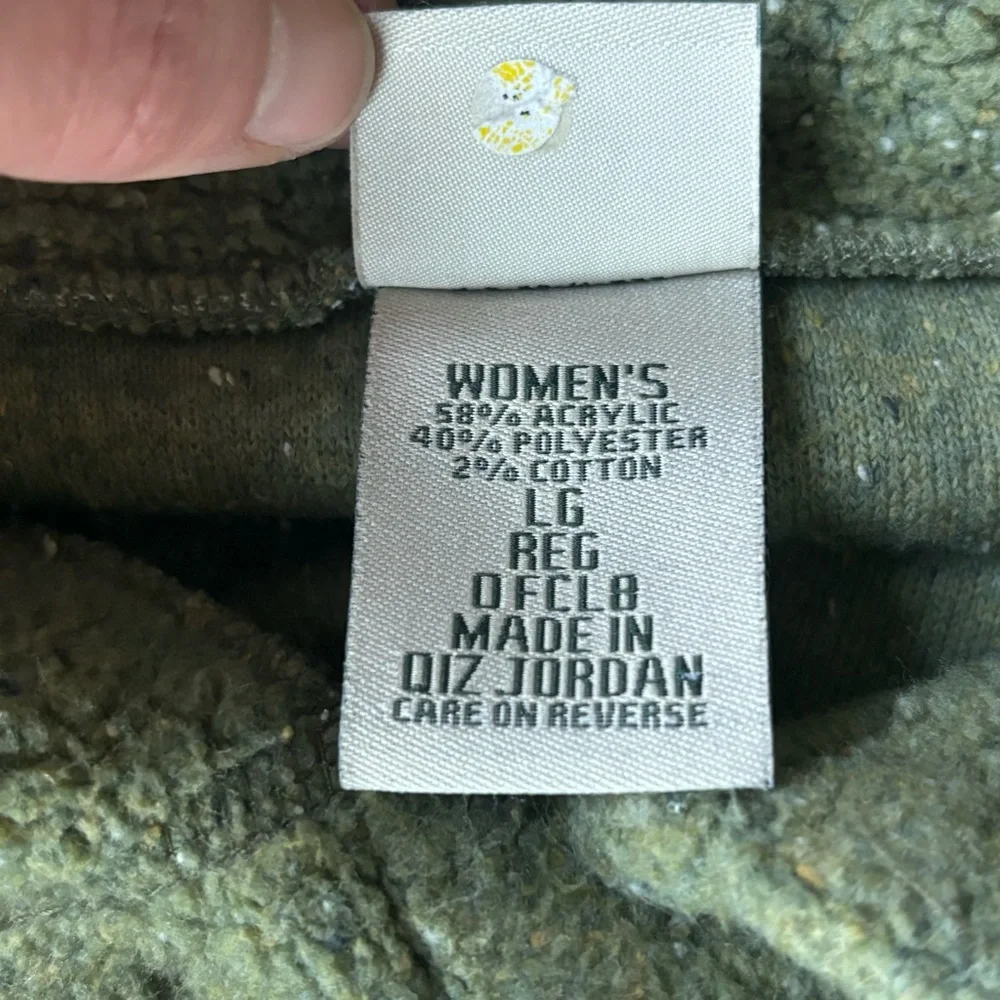 WOMEN'S
58% ACRYLIC
40% POLYESTER
2% COTTON
LG
REG
0FCL8
MADE IN
QIZ JORDAN
CARE ON REVERSE